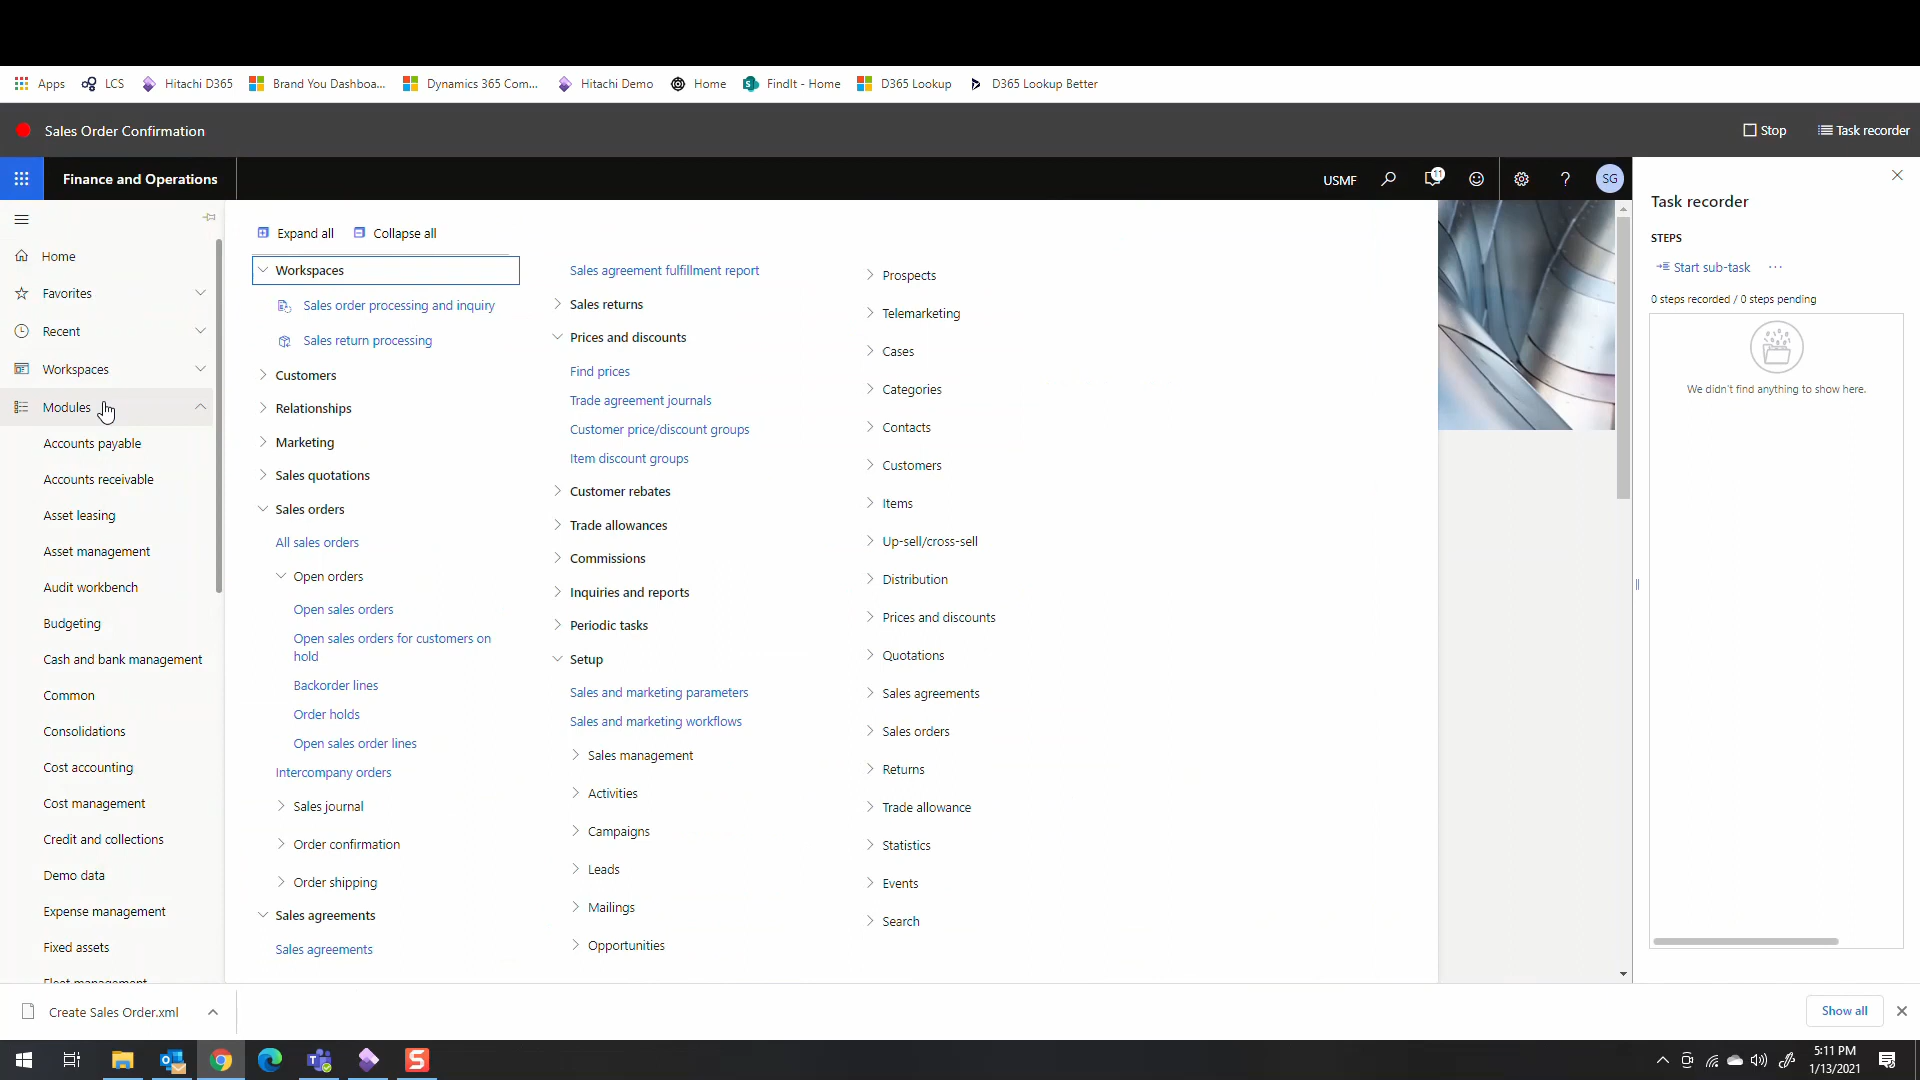 Apps
LCS
Hitachi D365
Brand You Dashboa...
Dynamics 365 Com...
Hitachi Demo
Home
FindIt - Home
D365 Lookup
D365 Lookup Better
Sales Order Confirmation
Stop
Task recorder
Finance and Operations
USMF
11
?
SG
Home
Favorites
Recent
Workspaces
Modules
Accounts payable
Accounts receivable
Asset leasing
Asset management
Audit workbench
Budgeting
Cash and bank management
Common
Consolidations
Cost accounting
Cost management
Credit and collections
Demo data
Expense management
Fixed assets
Fleet management
Expand all
Collapse all
Workspaces
Sales order processing and inquiry
Sales return processing
Customers
Relationships
Marketing
Sales quotations
Sales orders
All sales orders
Open orders
Open sales orders
Open sales orders for customers on
hold
Backorder lines
Order holds
Open sales order lines
Intercompany orders
Sales journal
Order confirmation
Order shipping
Sales agreements
Sales agreements
Sales agreement fulfillment report
Sales returns
Prices and discounts
Find prices
Trade agreement journals
Customer price/discount groups
Item discount groups
Customer rebates
Trade allowances
Commissions
Inquiries and reports
Periodic tasks
Setup
Sales and marketing parameters
Sales and marketing workflows
Sales management
Activities
Campaigns
Leads
Mailings
Opportunities
Prospects
Telemarketing
Cases
Categories
Contacts
Customers
Items
Up-sell/cross-sell
Distribution
Prices and discounts
Quotations
Sales agreements
Sales orders
Returns
Trade allowance
Statistics
Events
Search
Task recorder
STEPS
Start sub-task
...
0 steps recorded / 0 steps pending
We didn't find anything to show here.
Create Sales Order.xml
Show all
5:11 PM
1/13/2021